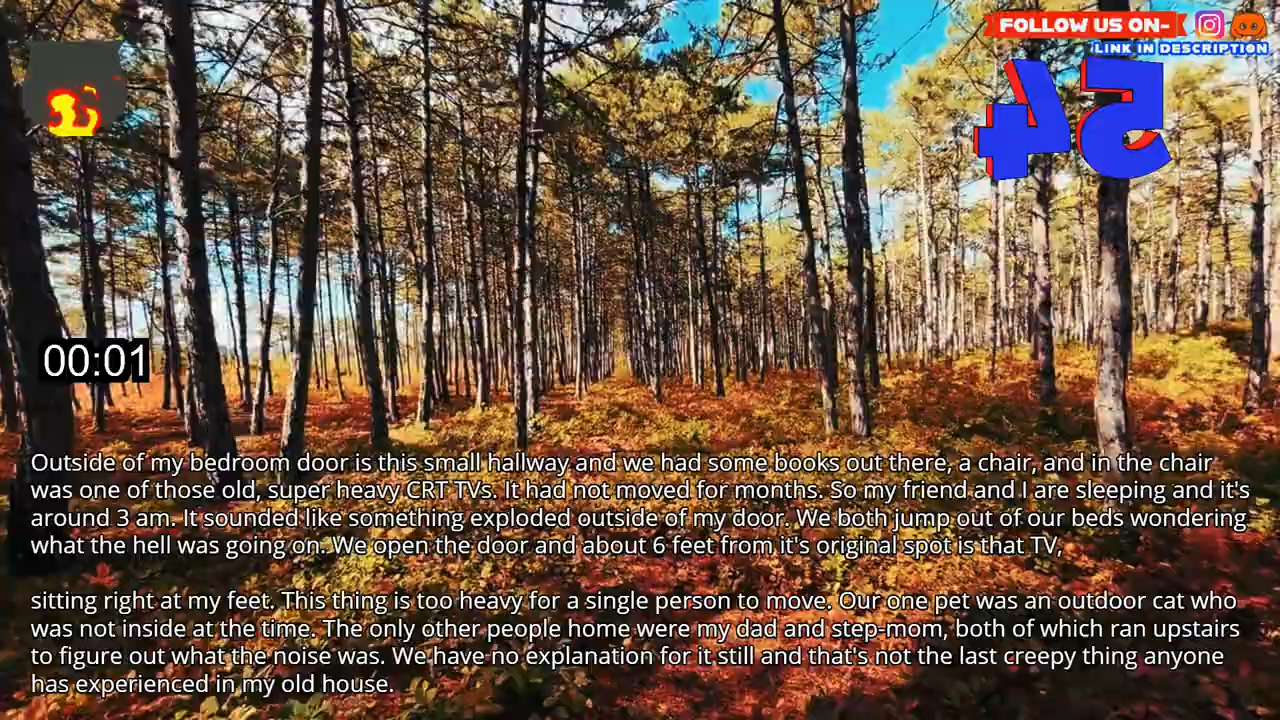 FOLLOW US ON-
LINK IN DESCRIPTION
54
00:01
Outside of my bedroom door is this small hallway and we had some books out there, a chair, and in the chair
was one of those old, super heavy CRT TVs. It had not moved for months. So my friend and I are sleeping and it's
around 3 am. It sounded like something exploded outside of my door. We both jump out of our beds wondering
what the hell was going on. We open the door and about 6 feet from it's original spot is that TV,
sitting right at my feet. This thing is too heavy for a single person to move. Our one pet was an outdoor cat who
was not inside at the time. The only other people home were my dad and step-mom, both of which ran upstairs
to figure out what the noise was. We have no explanation for it still and that's not the last creepy thing anyone
has experienced in my old house.